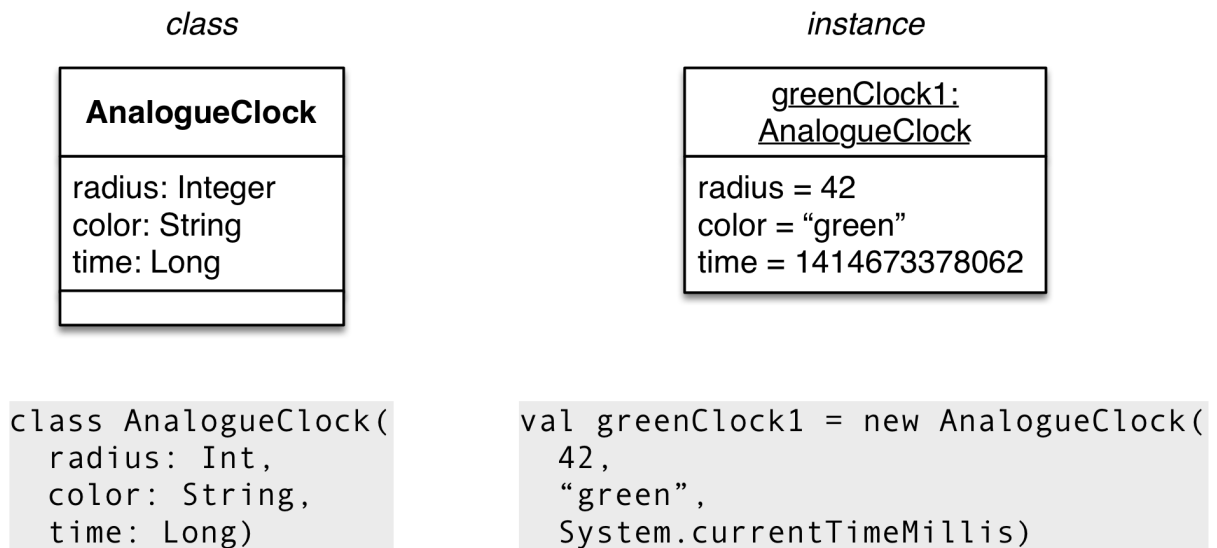 class
AnalogueClock
radius: Integer
color: String
time: Long
class AnalogueClock(
  radius: Int,
  color: String,
  time: Long)
instance
greenClock1:
AnalogueClock
radius = 42
color = “green”
time = 1414673378062
val greenClock1 = new AnalogueClock(
  42,
  “green”,
  System.currentTimeMillis)